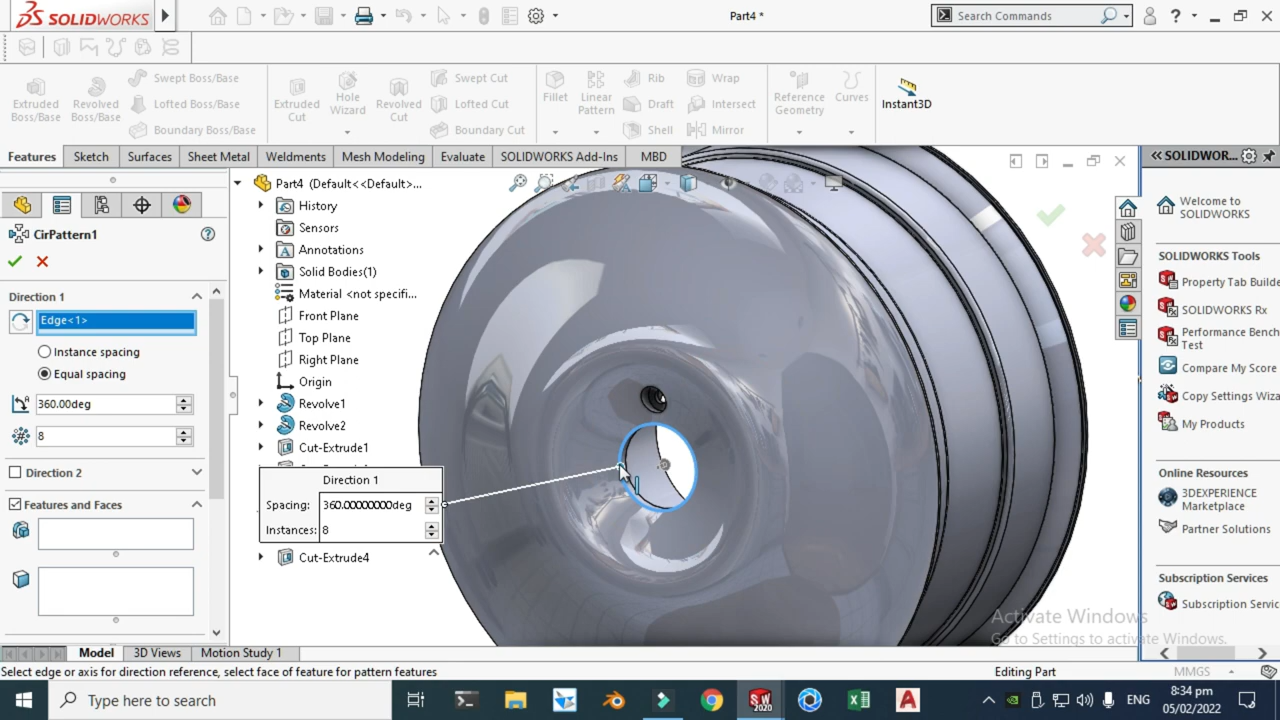 SOLIDWORKS
Part4 *
Search Commands
?
Extruded Boss/Base
Revolved Boss/Base
Swept Boss/Base
Lofted Boss/Base
Boundary Boss/Base
Extruded Cut
Hole Wizard
Revolved Cut
Swept Cut
Lofted Cut
Boundary Cut
Fillet
Linear Pattern
Rib
Draft
Shell
Wrap
Intersect
Mirror
Reference Geometry
Curves
Instant3D
Features
Sketch
Surfaces
Sheet Metal
Weldments
Mesh Modeling
Evaluate
SOLIDWORKS Add-Ins
MBD
CirPattern1
Direction 1
Edge<1>
Instance spacing
Equal spacing
360.00deg
8
Direction 2
Features and Faces
Part4 (Default<<Default>...
History
Sensors
Annotations
Solid Bodies(1)
Material <not specifi...
Front Plane
Top Plane
Right Plane
Origin
Revolve1
Revolve2
Cut-Extrude1
Direction 1
Spacing: 360.00000000deg
Instances: 8
Cut-Extrude4
SOLIDWOR...
Welcome to
SOLIDWORKS
SOLIDWORKS Tools
Property Tab Builde
SOLIDWORKS Rx
Performance Bench
Test
Compare My Score
Copy Settings Wiza
My Products
Online Resources
3DEXPERIENCE
Marketplace
Partner Solutions
Subscription Services
Subscription Servic
Activate Windows
Go to Settings to activate Windows.
Model
3D Views
Motion Study 1
Select edge or axis for direction reference, select face of feature for pattern features
Editing Part
MMGS
Type here to search
ENG
8:34 pm
05/02/2022